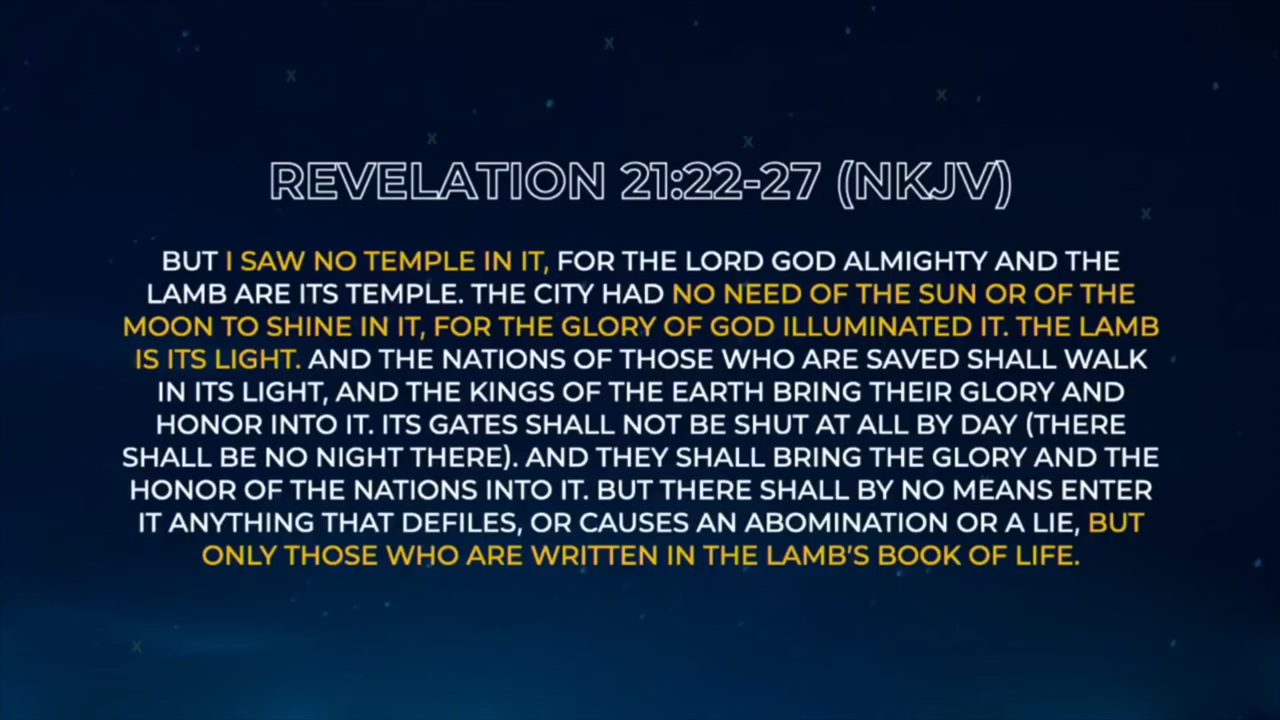 REVELATION 21:22-27 (NKJV)
BUT I SAW NO TEMPLE IN IT, FOR THE LORD GOD ALMIGHTY AND THE
LAMB ARE ITS TEMPLE. THE CITY HAD NO NEED OF THE SUN OR OF THE
MOON TO SHINE IN IT, FOR THE GLORY OF GOD ILLUMINATED IT. THE LAMB
IS ITS LIGHT. AND THE NATIONS OF THOSE WHO ARE SAVED SHALL WALK
IN ITS LIGHT, AND THE KINGS OF THE EARTH BRING THEIR GLORY AND
HONOR INTO IT. ITS GATES SHALL NOT BE SHUT AT ALL BY DAY (THERE
SHALL BE NO NIGHT THERE). AND THEY SHALL BRING THE GLORY AND THE
HONOR OF THE NATIONS INTO IT. BUT THERE SHALL BY NO MEANS ENTER
IT ANYTHING THAT DEFILES, OR CAUSES AN ABOMINATION OR A LIE, BUT
ONLY THOSE WHO ARE WRITTEN IN THE LAMB'S BOOK OF LIFE.